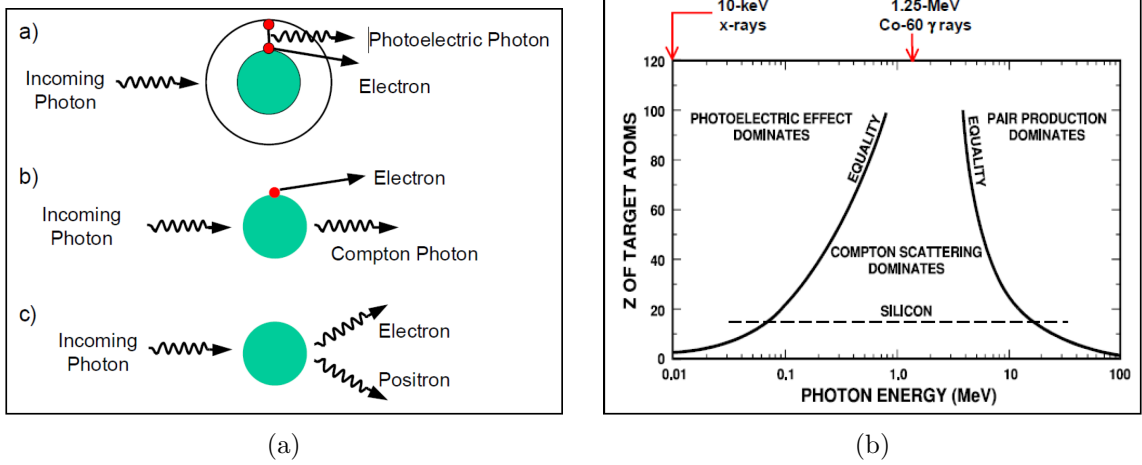 a)
Photoelectric Photon
Incoming
Photon
Electron
b)
Electron
Incoming
Photon
Compton Photon
c)
Incoming
Photon
Electron
Positron
(a)
10-keV
x-rays
1.25-MeV
Co-60 γ rays
Z OF TARGET ATOMS
120
100
80
60
40
20
0
PHOTOELECTRIC EFFECT
DOMINATES
EQUALITY
EQUALITY
PAIR PRODUCTION
DOMINATES
COMPTON SCATTERING
DOMINATES
SILICON
0.01
0.1
1.0
10
100
PHOTON ENERGY (MeV)
(b)